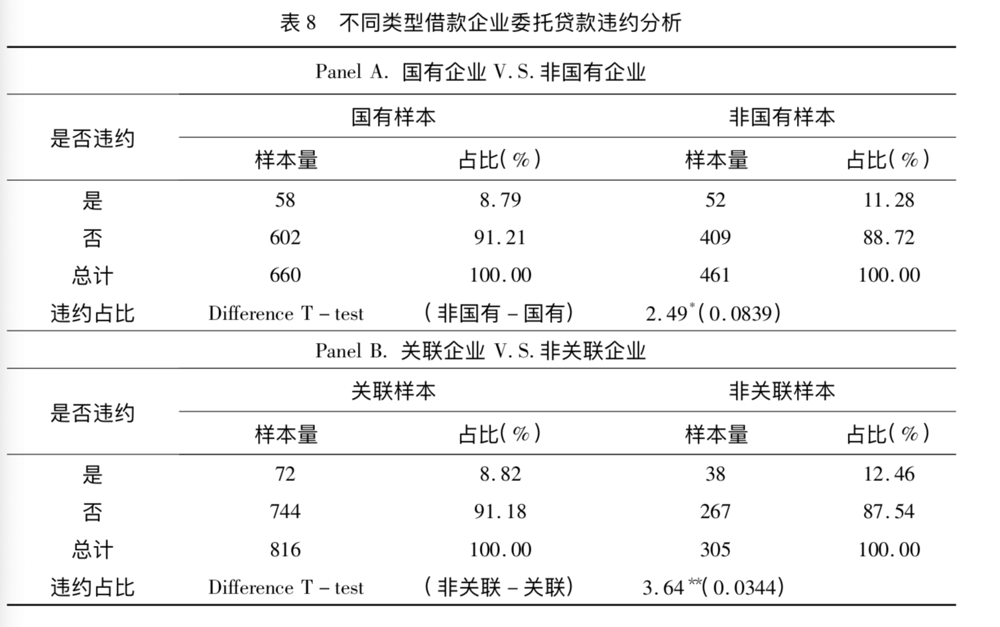 表 8 不同类型借款企业委托贷款违约分析
Panel A. 国有企业 V.S. 非国有企业
是否违约 国有样本 非国有样本
样本量 占比(%) 样本量 占比(%)
是 58 8.79 52 11.28
否 602 91.21 409 88.72
总计 660 100.00 461 100.00
违约占比 Difference T-test (非国有-国有) 2.49*(0.0839)
Panel B. 关联企业 V.S. 非关联企业
是否违约 关联样本 非关联样本
样本量 占比(%) 样本量 占比(%)
是 72 8.82 38 12.46
否 744 91.18 267 87.54
总计 816 100.00 305 100.00
违约占比 Difference T-test (非关联-关联) 3.64**(0.0344)